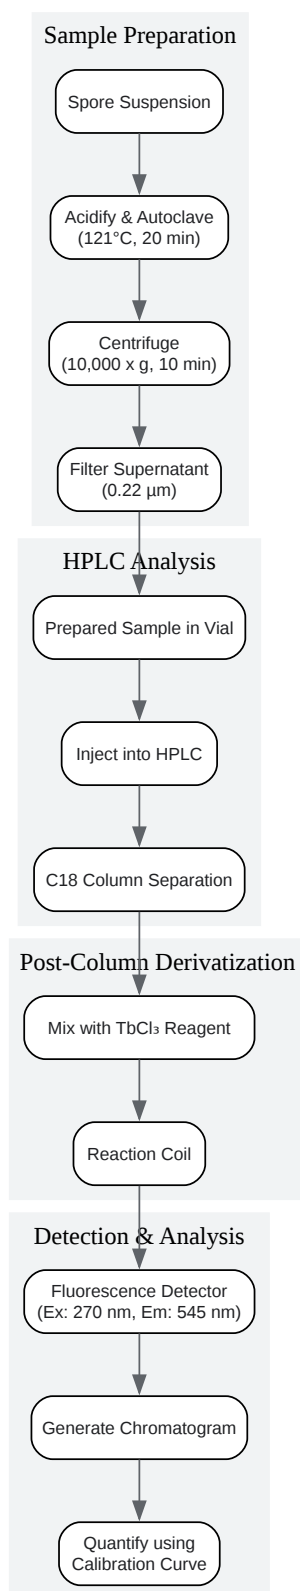 Sample Preparation
Spore Suspension
Acidify & Autoclave
(121°C, 20 min)
Centrifuge
(10,000 x g, 10 min)
Filter Supernatant
(0.22 µm)
HPLC Analysis
Prepared Sample in Vial
Inject into HPLC
C18 Column Separation
Post-Column Derivatization
Mix with TbCl₃ Reagent
Reaction Coil
Detection & Analysis
Fluorescence Detector
(Ex: 270 nm, Em: 545 nm)
Generate Chromatogram
Quantify using
Calibration Curve